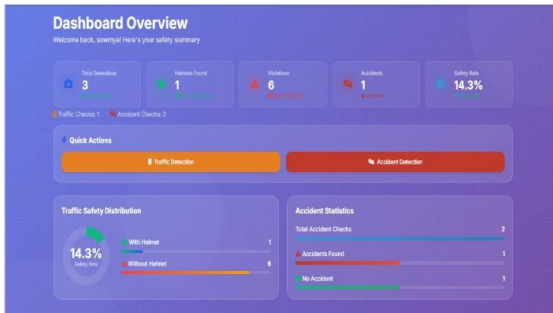 Dashboard Overview
Welcome back, sowmya! Here's your safety summary
Total Detections
3
Helmets Found
1
Violations
6
Accidents
1
Safety Rate
14.3%
Traffic Checks: 1 Accident Checks: 2
Quick Actions
Traffic Detection
Accident Detection
Traffic Safety Distribution
14.3%
Safety Rate
With Helmet 1
Without Helmet 6
Accident Statistics
Total Accident Checks 2
Accidents Found 1
No Accident 1